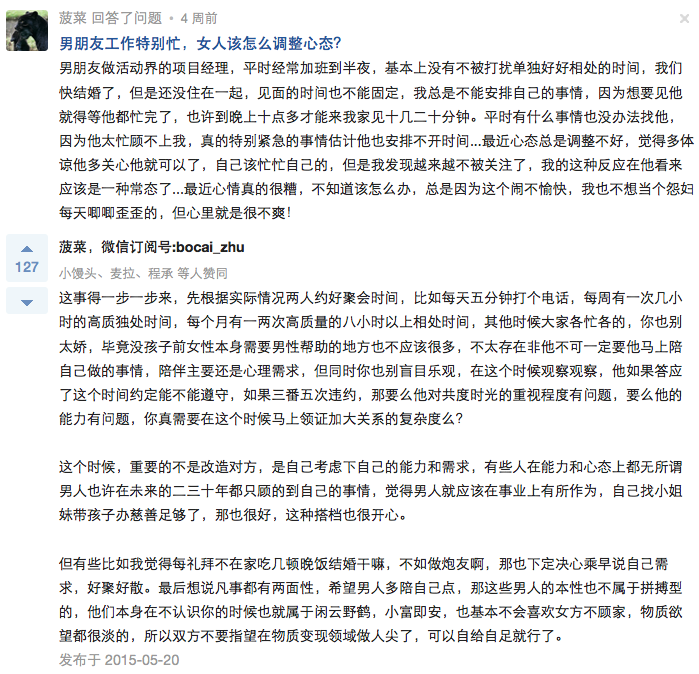 菠菜 回答了问题 • 4 周前
男朋友工作特别忙，女人该怎么调整心态？
男朋友做活动界的项目经理，平时经常加班到半夜，基本上没有不被打扰单独好好相处的时间，我们
快结婚了，但是还没住在一起，见面的时间也不能固定，我总是不能安排自己的事情，因为想要见他
就得等他都忙完了，也许到晚上十点多才能来我家见十几二十分钟。平时有什么事情也没办法找他，
因为他太忙顾不上我，真的特别紧急的事情估计他也安排不开时间...最近心态总是调整不好，觉得多体
谅他多关心他就可以了，自己该忙忙自己的，但是我发现越来越不被关注了，我的这种反应在他看来
应该是一种常态了...最近心情真的很糟，不知道该怎么办，总是因为这个闹不愉快，我也不想当个怨妇
每天唧唧歪歪的，但心里就是很不爽！
菠菜，微信订阅号:bocai_zhu
127
小馒头、麦拉、程承 等人赞同
这事得一步一步来，先根据实际情况两人约好聚会时间，比如每天五分钟打个电话，每周有一次几小
时的高质独处时间，每个月有一两次高质量的八小时以上相处时间，其他时候大家各忙各的，你也别
太娇，毕竟没孩子前女性本身需要男性帮助的地方也不应该很多，不太存在非他不可一定要他马上陪
自己做的事情，陪伴主要还是心理需求，但同时你也别盲目乐观，在这个时候观察观察，他如果答应
了这个时间约定能不能遵守，如果三番五次违约，那要么他对共度时光的重视程度有问题，要么他的
能力有问题，你真需要在这个时候马上领证加大关系的复杂度么？
这个时候，重要的不是改造对方，是自己考虑下自己的能力和需求，有些人在能力和心态上都无所谓
男人也许在未来的二三十年都只顾的到自己的事情，觉得男人就应该在事业上有所作为，自己找小姐
妹带孩子办慈善足够了，那也很好，这种搭档也很开心。
但有些比如我觉得每礼拜不在家吃几顿晚饭结婚干嘛，不如做炮友啊，那也下定决心乘早说自己需
求，好聚好散。最后想说凡事都有两面性，希望男人多陪自己点，那这些男人的本性也不属于拼搏型
的，他们本身在不认识你的时候也就属于闲云野鹤，小富即安，也基本不会喜欢女方不顾家，物质欲
望都很淡的，所以双方不要指望在物质变现领域做人尖了，可以自给自足就行了。
发布于 2015-05-20